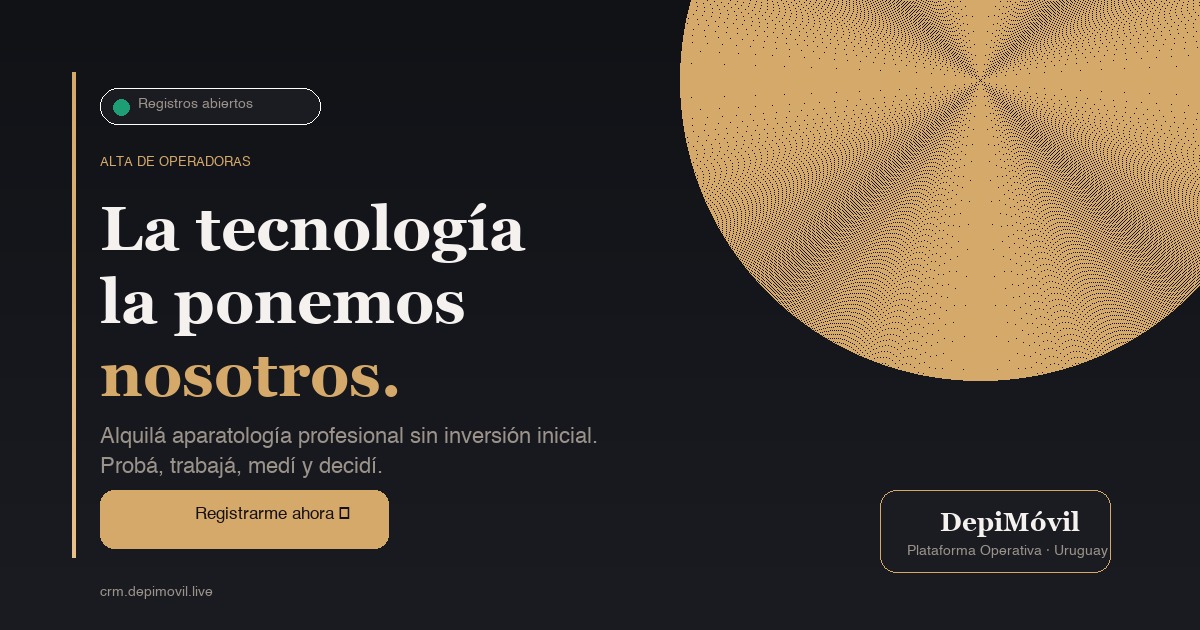 Registros abiertos
ALTA DE OPERADORAS
La tecnología
la ponemos
nosotros.
Alquilá aparatología profesional sin inversión inicial.
Probá, trabajá, medí y decidí.
Registrarme ahora □
DepiMóvil
Plataforma Operativa · Uruguay
crm.depimovil.live